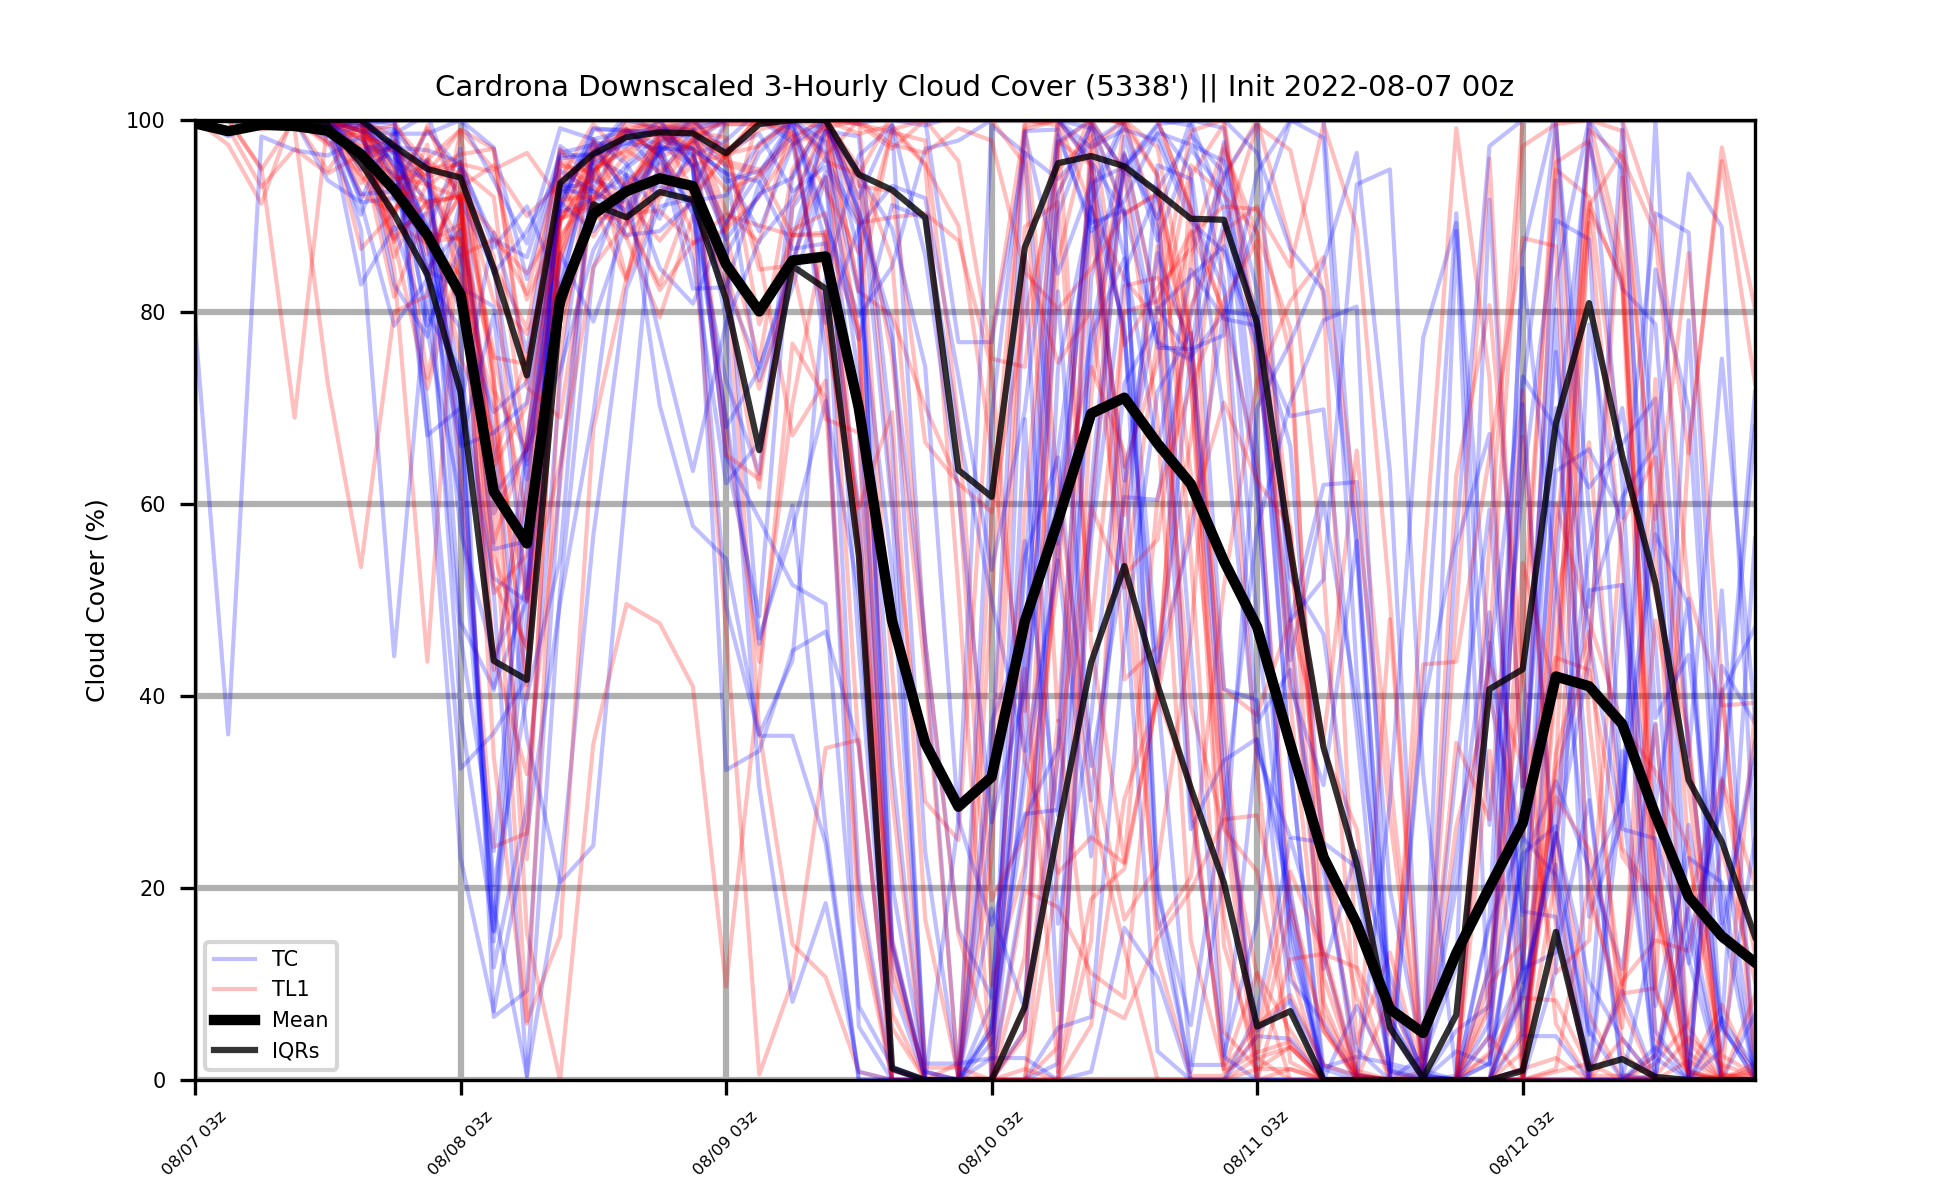 Cardrona Downscaled 3-Hourly Cloud Cover (5338') || Init 2022-08-07 00z
Cloud Cover (%)
100
80
60
40
20
0
TC
TL1
Mean
IQRs
08/07 03z
08/08 03z
08/09 03z
08/10 03z
08/11 03z
08/12 03z